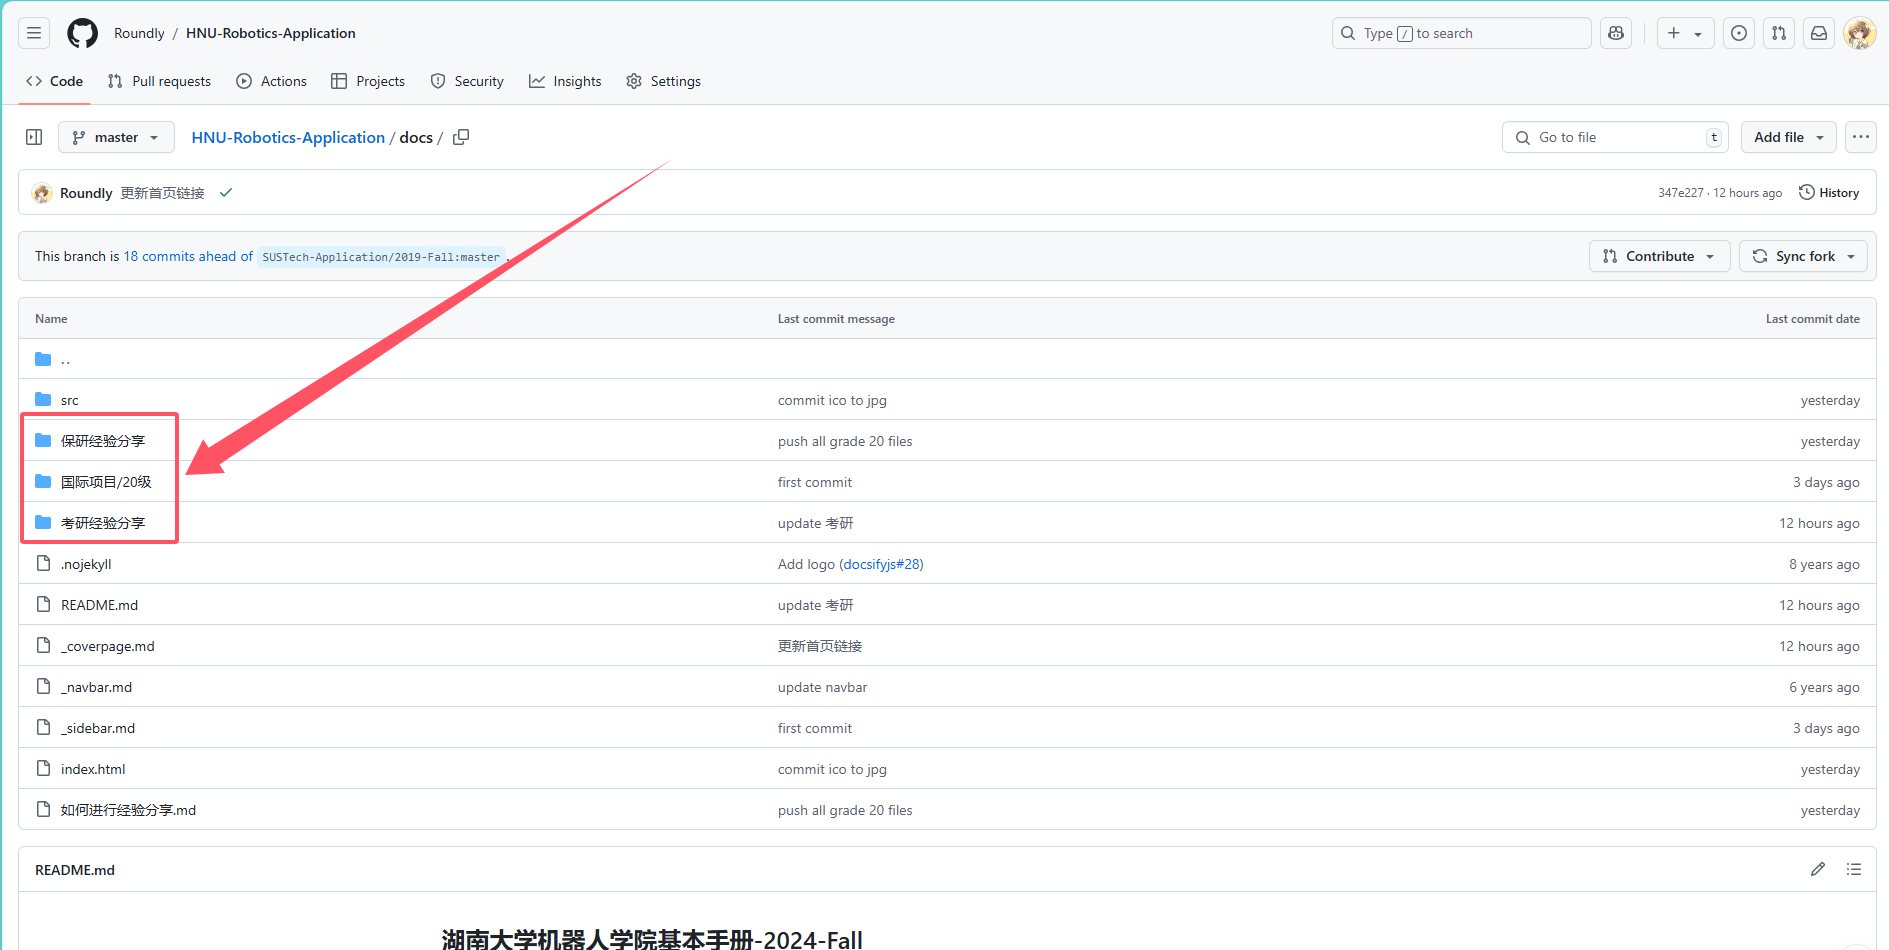 Roundly / HNU-Robotics-Application
Type / to search
Code Pull requests Actions Projects Security Insights Settings
master HNU-Robotics-Application / docs /
Go to file t Add file
Roundly 更新首页链接 347e227 · 12 hours ago History
This branch is 18 commits ahead of SUSTech-Application/2019-Fall:master . Contribute Sync fork
Name Last commit message Last commit date
..
src commit ico to jpg yesterday
保研经验分享 push all grade 20 files yesterday
国际项目/20级 first commit 3 days ago
考研经验分享 update 考研 12 hours ago
.nojekyll Add logo (docsifyjs#28) 8 years ago
README.md update 考研 12 hours ago
_coverpage.md 更新首页链接 12 hours ago
_navbar.md update navbar 6 years ago
_sidebar.md first commit 3 days ago
index.html commit ico to jpg yesterday
如何进行经验分享.md push all grade 20 files yesterday
README.md
湖南大学机器人学院基本手册-2024-Fall